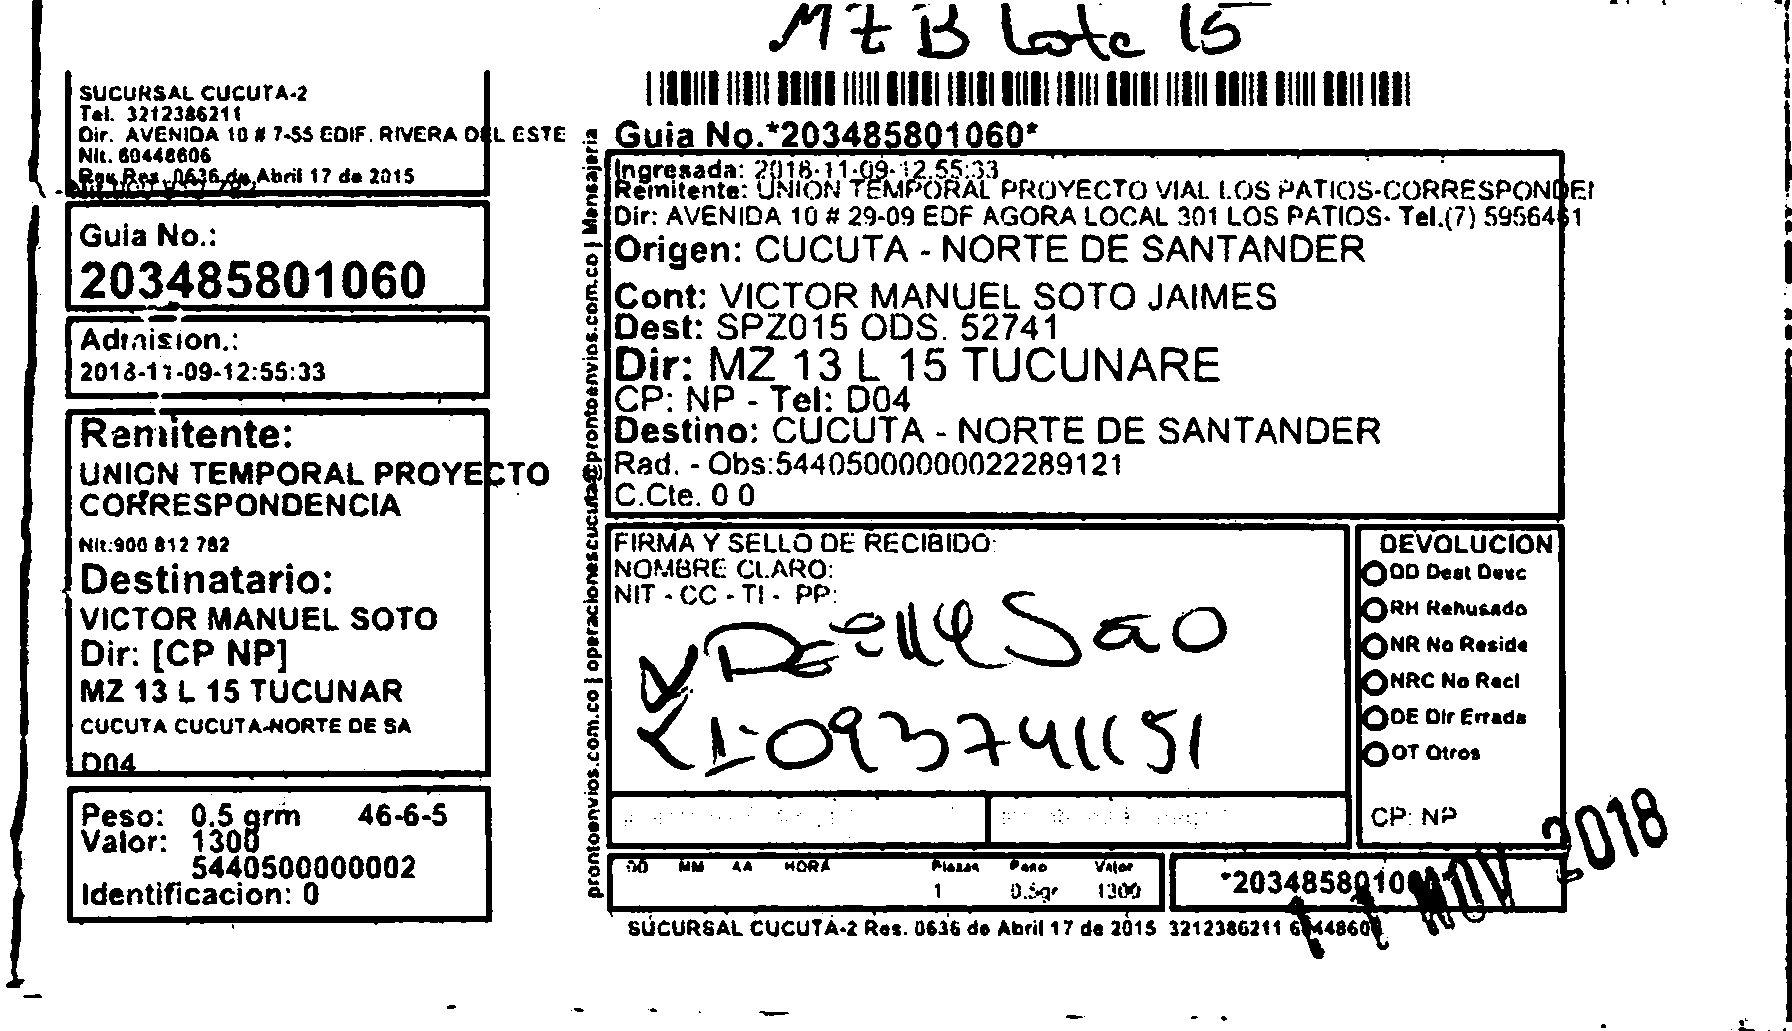 MZ B Lote 15
SUCURSAL CUCUTA-2
Tel. 3212386211
Dir. AVENIDA 10 # 7-55 EDIF. RIVERA DEL ESTE
Nit. 60448606
Reg Res. 0636 de Abril 17 de 2015
Guia No.:
203485801060
Admision.:
2018-11-09-12:55:33
Remitente:
UNION TEMPORAL PROYECTO
CORRESPONDENCIA
Nit:900 812 782
Destinatario:
VICTOR MANUEL SOTO
Dir: [CP NP]
MZ 13 L 15 TUCUNAR
CUCUTA CUCUTA-NORTE DE SA
D04
Peso: 0.5 grm 46-6-5
Valor: 1300
5440500000002
Identificacion: 0
prontoenvios.com.co | operacionescucuta@prontoenvios.com.co | Mensajeria
Guia No.*203485801060*
Ingresada: 2018-11-09-12:55:33
Remitente: UNION TEMPORAL PROYECTO VIAL LOS PATIOS-CORRESPONDEN
Dir: AVENIDA 10 # 29-09 EDF AGORA LOCAL 301 LOS PATIOS- Tel.(7) 5956461
Origen: CUCUTA - NORTE DE SANTANDER
Cont: VICTOR MANUEL SOTO JAIMES
Dest: SPZ015 ODS. 52741
Dir: MZ 13 L 15 TUCUNARE
CP: NP - Tel: D04
Destino: CUCUTA - NORTE DE SANTANDER
Rad. - Obs:54405000000022289121
C.Cte. 0 0
FIRMA Y SELLO DE RECIBIDO:
NOMBRE CLARO:
NIT - CC - TI - PP:
1093741151
DEVOLUCION
DD Dest Desc
RH Rehusado
NR No Reside
NRC No Recl
DE Dir Errada
OT Otros
CP: NP
DD MM AA HORA Piezas Peso Valor
1 0.5gr 1300
*203485801060*
11 NOV 2018
SUCURSAL CUCUTA-2 Res. 0636 de Abril 17 de 2015 3212386211 60448606